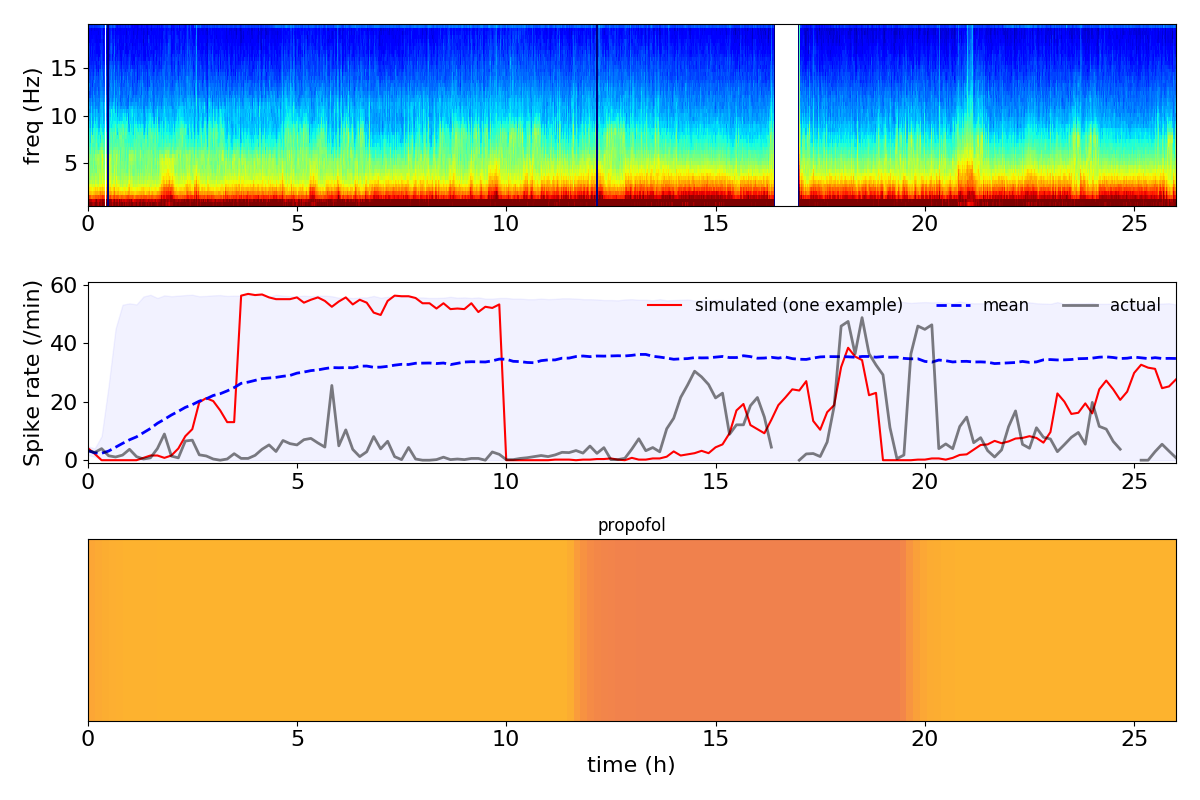 freq (Hz)
15
10
5
0 5 10 15 20 25
Spike rate (/min)
60
40
20
0
simulated (one example) mean actual
0 5 10 15 20 25
propofol
0 5 10 15 20 25
time (h)